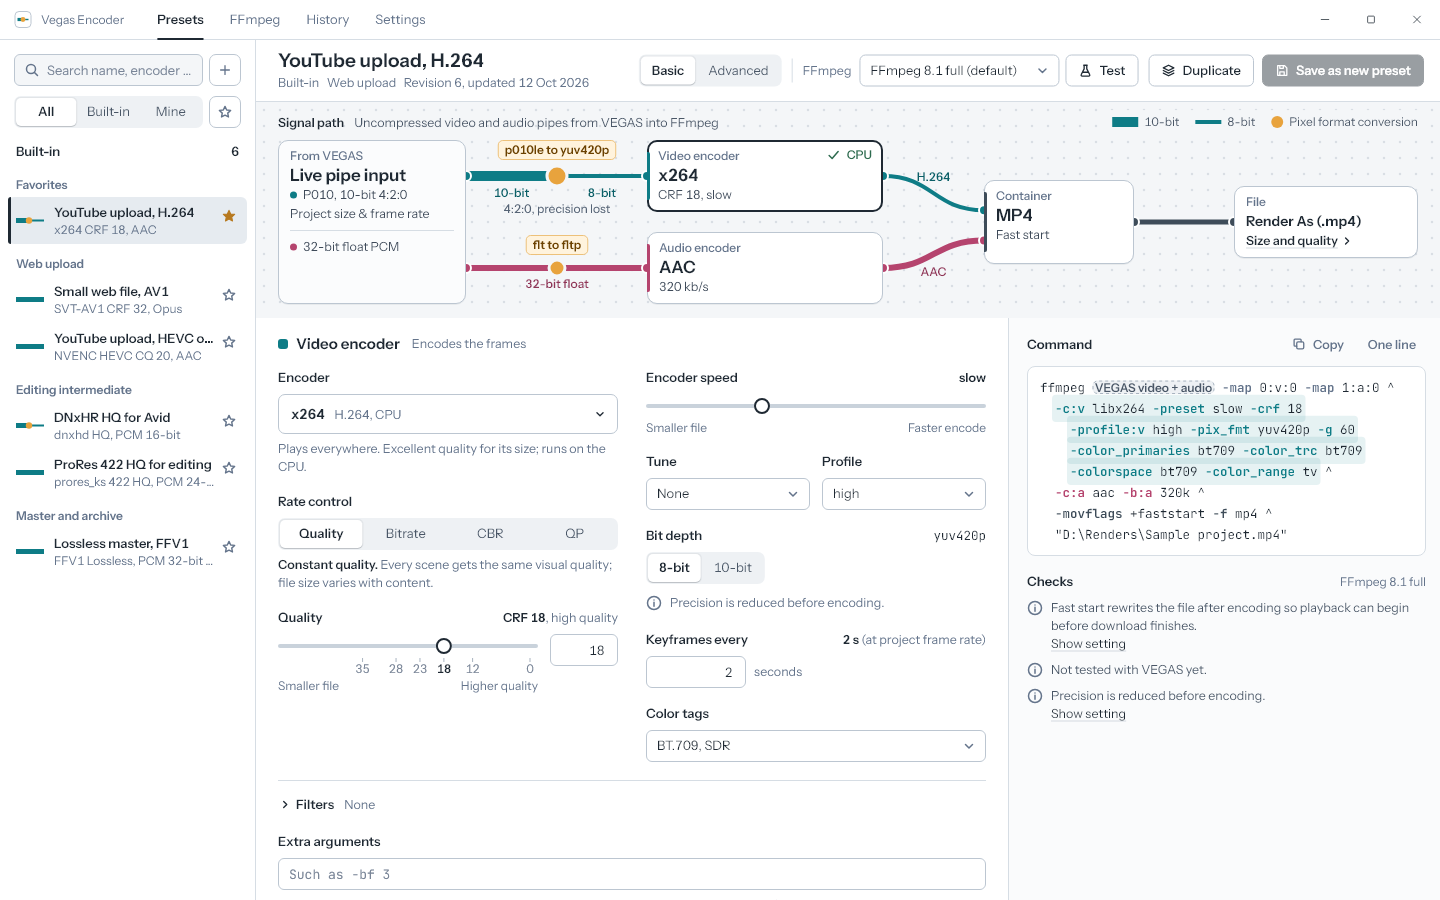 Vegas Encoder
Presets
FFmpeg
History
Settings
Search name, encoder ...
All
Built-in
Mine
Built-in 6
Favorites
YouTube upload, H.264
x264 CRF 18, AAC
Web upload
Small web file, AV1
SVT-AV1 CRF 32, Opus
YouTube upload, HEVC o...
NVENC HEVC CQ 20, AAC
Editing intermediate
DNxHR HQ for Avid
dnxhd HQ, PCM 16-bit
ProRes 422 HQ for editing
prores_ks 422 HQ, PCM 24-...
Master and archive
Lossless master, FFV1
FFV1 Lossless, PCM 32-bit ...
YouTube upload, H.264
Built-in Web upload Revision 6, updated 12 Oct 2026
Basic
Advanced
FFmpeg
FFmpeg 8.1 full (default)
Test
Duplicate
Save as new preset
Signal path Uncompressed video and audio pipes from VEGAS into FFmpeg
10-bit
8-bit
Pixel format conversion
From VEGAS
Live pipe input
P010, 10-bit 4:2:0
Project size & frame rate
32-bit float PCM
p010le to yuv420p
10-bit
8-bit
4:2:0, precision lost
flt to fltp
32-bit float
Video encoder
CPU
x264
CRF 18, slow
Audio encoder
AAC
320 kb/s
H.264
AAC
Container
MP4
Fast start
File
Render As (.mp4)
Size and quality
Video encoder Encodes the frames
Encoder
x264 H.264, CPU
Plays everywhere. Excellent quality for its size; runs on the
CPU.
Rate control
Quality
Bitrate
CBR
QP
Constant quality. Every scene gets the same visual quality;
file size varies with content.
Quality
CRF 18, high quality
18
35 28 23 18 12 0
Smaller file
Higher quality
Encoder speed
slow
Smaller file
Faster encode
Tune
None
Profile
high
Bit depth
yuv420p
8-bit
10-bit
Precision is reduced before encoding.
Keyframes every
2 s (at project frame rate)
2
seconds
Color tags
BT.709, SDR
Filters None
Extra arguments
Such as -bf 3
Command
Copy
One line
ffmpeg VEGAS video + audio -map 0:v:0 -map 1:a:0 ^
-c:v libx264 -preset slow -crf 18
-profile:v high -pix_fmt yuv420p -g 60
-color_primaries bt709 -color_trc bt709
-colorspace bt709 -color_range tv ^
-c:a aac -b:a 320k ^
-movflags +faststart -f mp4 ^
"D:\Renders\Sample project.mp4"
Checks
FFmpeg 8.1 full
Fast start rewrites the file after encoding so playback can begin
before download finishes.
Show setting
Not tested with VEGAS yet.
Precision is reduced before encoding.
Show setting